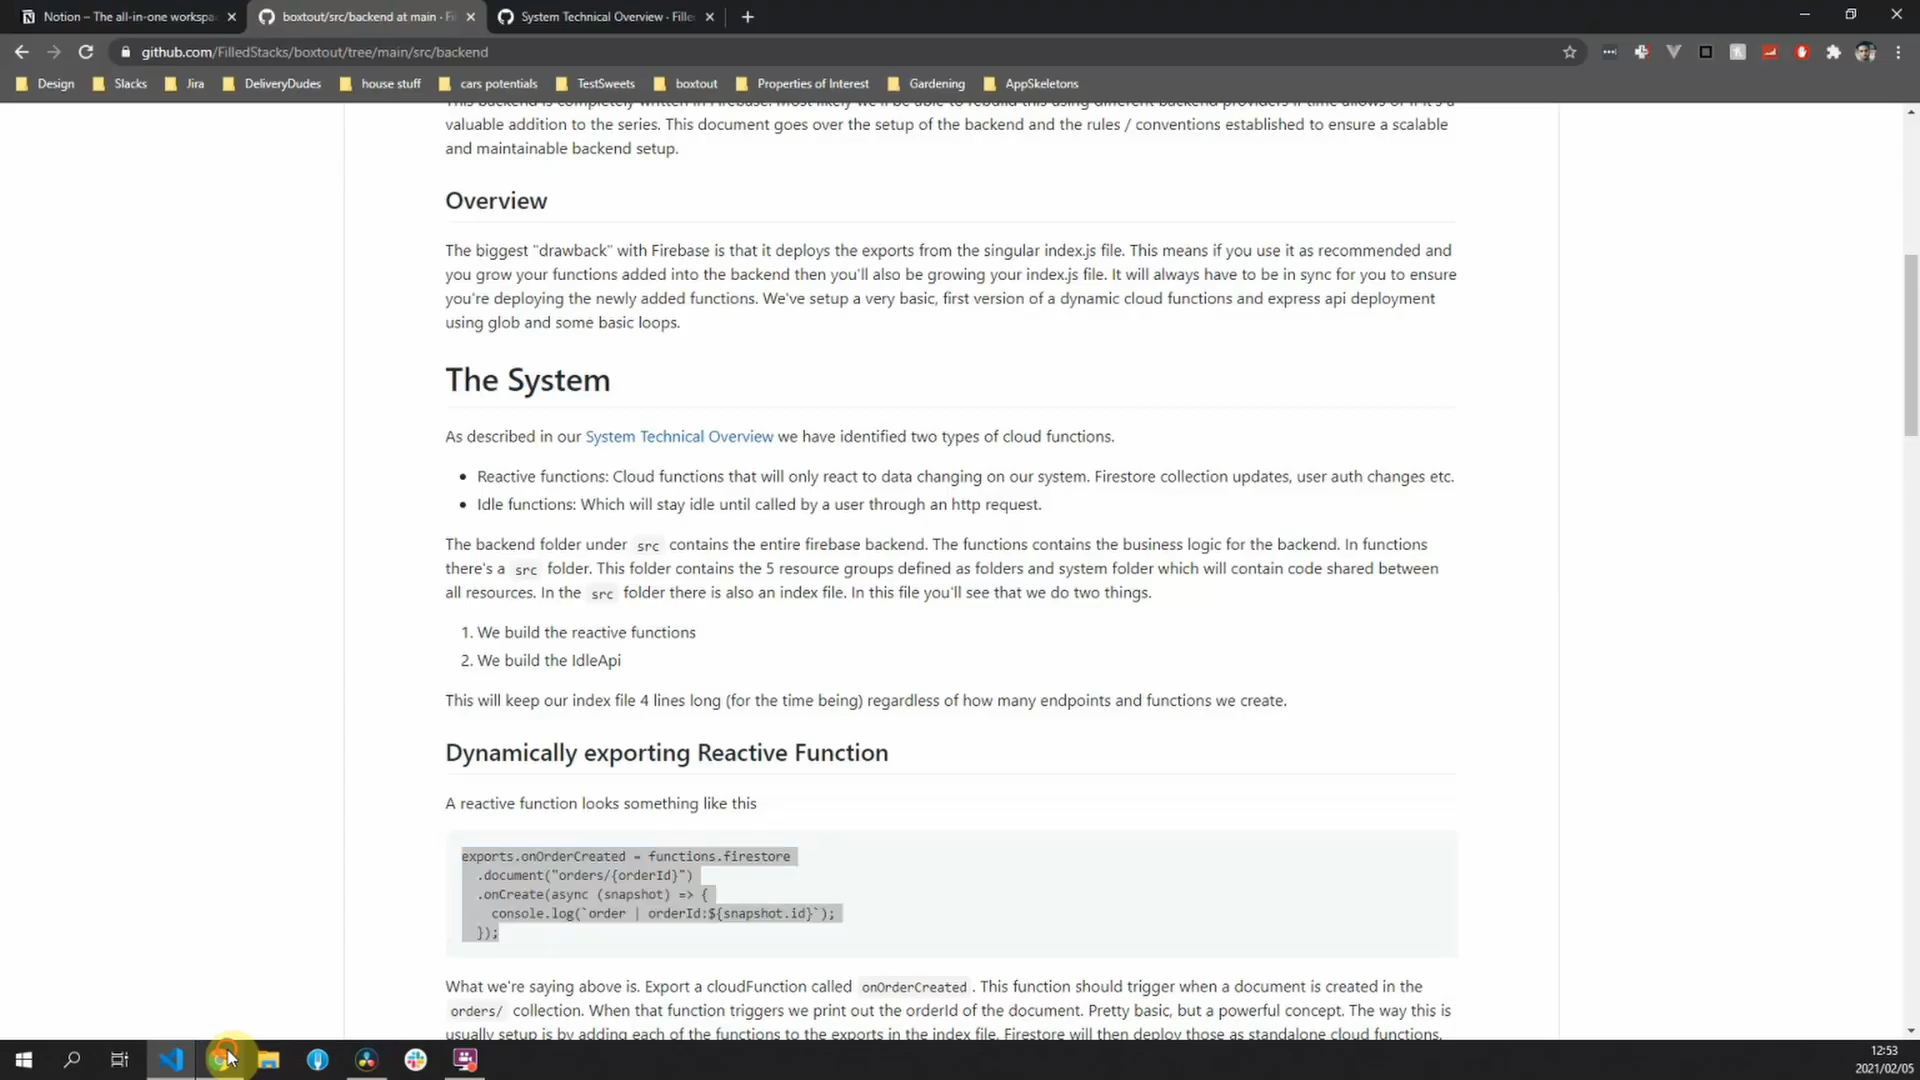 Notion – The all-in-one workspa
boxtout/src/backend at main · Fi
System Technical Overview - Fille
github.com/FilledStacks/boxtout/tree/main/src/backend
Design
Slacks
Jira
DeliveryDudes
house stuff
cars potentials
TestSweets
boxtout
Properties of Interest
Gardening
AppSkeletons
This backend is completely written in Firebase. Most likely we'll be able to rebuild this using different backend providers if time allows or if it's a
valuable addition to the series. This document goes over the setup of the backend and the rules / conventions established to ensure a scalable
and maintainable backend setup.
Overview
The biggest "drawback" with Firebase is that it deploys the exports from the singular index.js file. This means if you use it as recommended and
you grow your functions added into the backend then you'll also be growing your index.js file. It will always have to be in sync for you to ensure
you're deploying the newly added functions. We've setup a very basic, first version of a dynamic cloud functions and express api deployment
using glob and some basic loops.
The System
As described in our System Technical Overview we have identified two types of cloud functions.
• Reactive functions: Cloud functions that will only react to data changing on our system. Firestore collection updates, user auth changes etc.
• Idle functions: Which will stay idle until called by a user through an http request.
The backend folder under src contains the entire firebase backend. The functions contains the business logic for the backend. In functions
there's a src folder. This folder contains the 5 resource groups defined as folders and system folder which will contain code shared between
all resources. In the src folder there is also an index file. In this file you'll see that we do two things.
1. We build the reactive functions
2. We build the IdleApi
This will keep our index file 4 lines long (for the time being) regardless of how many endpoints and functions we create.
Dynamically exporting Reactive Function
A reactive function looks something like this
exports.onOrderCreated = functions.firestore
.document("orders/{orderId}")
.onCreate(async (snapshot) => {
console.log(`order | orderId:${snapshot.id}`);
});
What we're saying above is. Export a cloudFunction called onOrderCreated . This function should trigger when a document is created in the
orders/ collection. When that function triggers we print out the orderId of the document. Pretty basic, but a powerful concept. The way this is
usually setup is by adding each of the functions to the exports in the index file. Firestore will then deploy those as standalone cloud functions.
12:53
2021/02/05